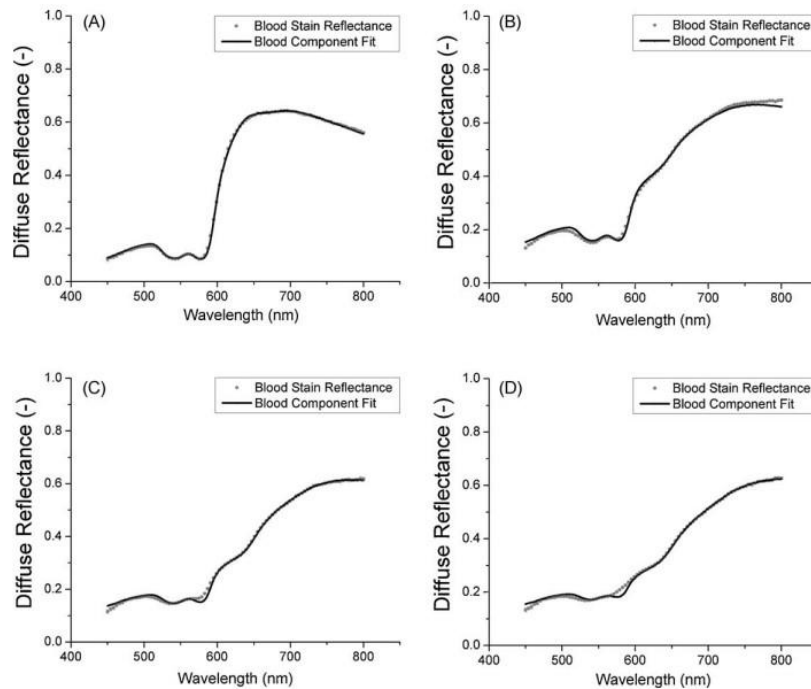 (A)
Blood Stain Reflectance
Blood Component Fit
1.0
0.8
0.6
0.4
0.2
0.0
Diffuse Reflectance (-)
400 500 600 700 800
Wavelength (nm)
(B)
Blood Stain Reflectance
Blood Component Fit
1.0
0.8
0.6
0.4
0.2
0.0
Diffuse Reflectance (-)
400 500 600 700 800
Wavelength (nm)
(C)
Blood Stain Reflectance
Blood Component Fit
1.0
0.8
0.6
0.4
0.2
0.0
Diffuse Reflectance (-)
400 500 600 700 800
Wavelength (nm)
(D)
Blood Stain Reflectance
Blood Component Fit
1.0
0.8
0.6
0.4
0.2
0.0
Diffuse Reflectance (-)
400 500 600 700 800
Wavelength (nm)